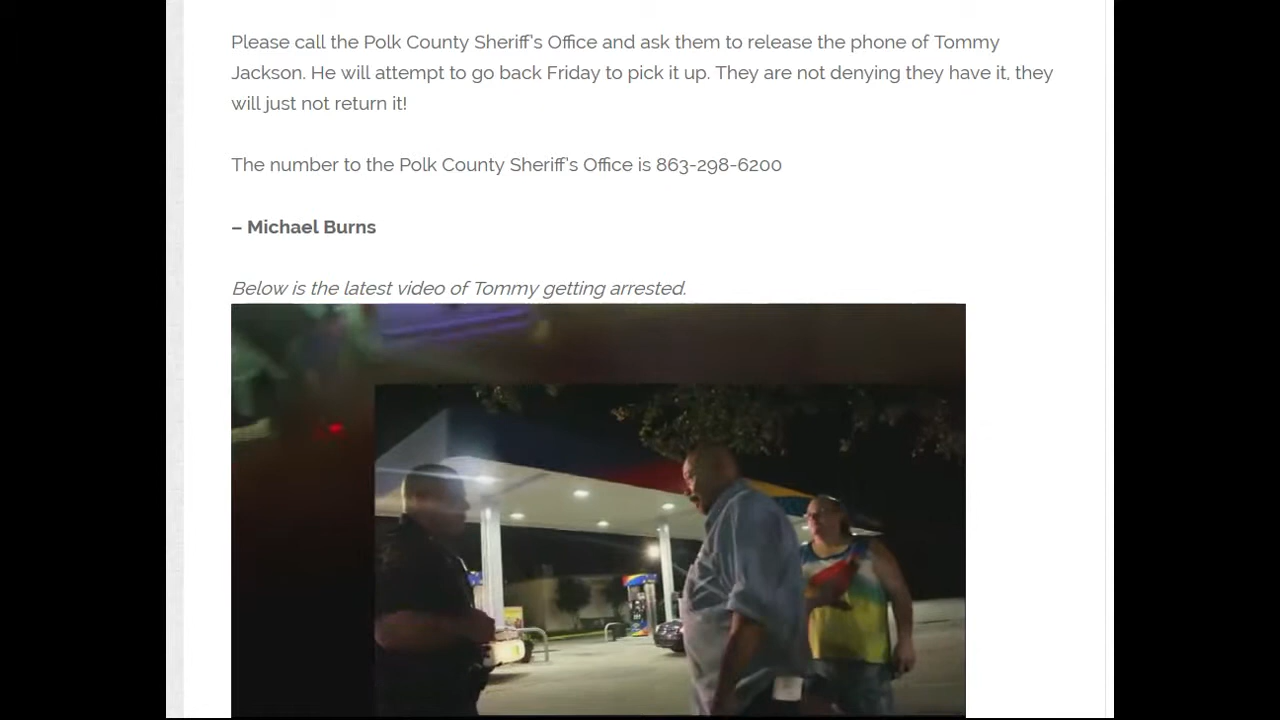 Please call the Polk County Sheriff's Office and ask them to release the phone of Tommy
Jackson. He will attempt to go back Friday to pick it up. They are not denying they have it, they
will just not return it!
The number to the Polk County Sheriff's Office is 863-298-6200
– Michael Burns
Below is the latest video of Tommy getting arrested.